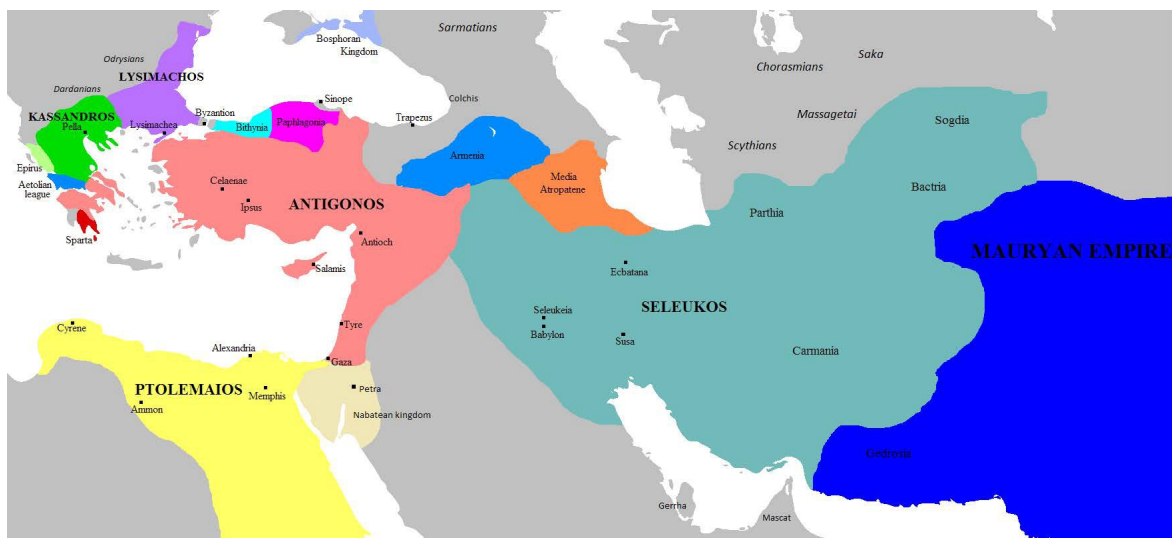 Bosphoran
Kingdom
Sarmatians
Saka
Chorasmians
Odrysians
LYSIMACHOS
Dardanians
Massagetai
Sinope
Colchis
KASSANDROS
Byzantion
Trapezus
Sogdia
Pella
Lysimachea
Bithynia
Paphlagonia
Scythians
Armenia
Epirus
Media
Atropatene
Aetolian
league
Celaenae
Bactria
Ipsus
ANTIGONOS
Parthia
Sparta
Antioch
MAURYAN EMPIRE
Salamis
Ecbatana
Seleukeia
SELEUKOS
Cyrene
Tyre
Babylon
Susa
Alexandria
Carmania
Gaza
PTOLEMAIOS
Petra
Memphis
Ammon
Nabatean kingdom
Gedrosia
Gerrha
Mascat